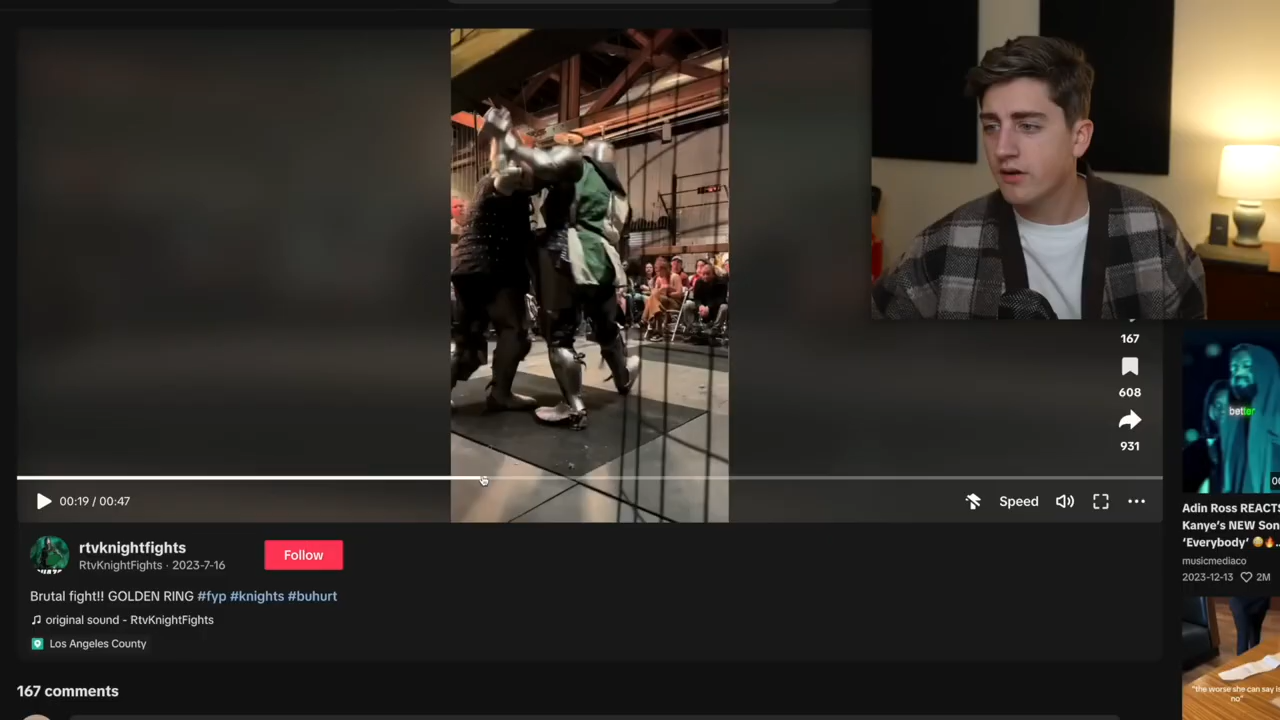 167
608
931
00:19 / 00:47
Speed
rtvknightfights
RtvKnightFights · 2023-7-16
Follow
Brutal fight!! GOLDEN RING #fyp #knights #buhurt
original sound - RtvKnightFights
Los Angeles County
167 comments
better
Adin Ross REACTS
Kanye's NEW Son
'Everybody'
musicmediaco
2023-12-13 2M
"the worse she can say is
no"